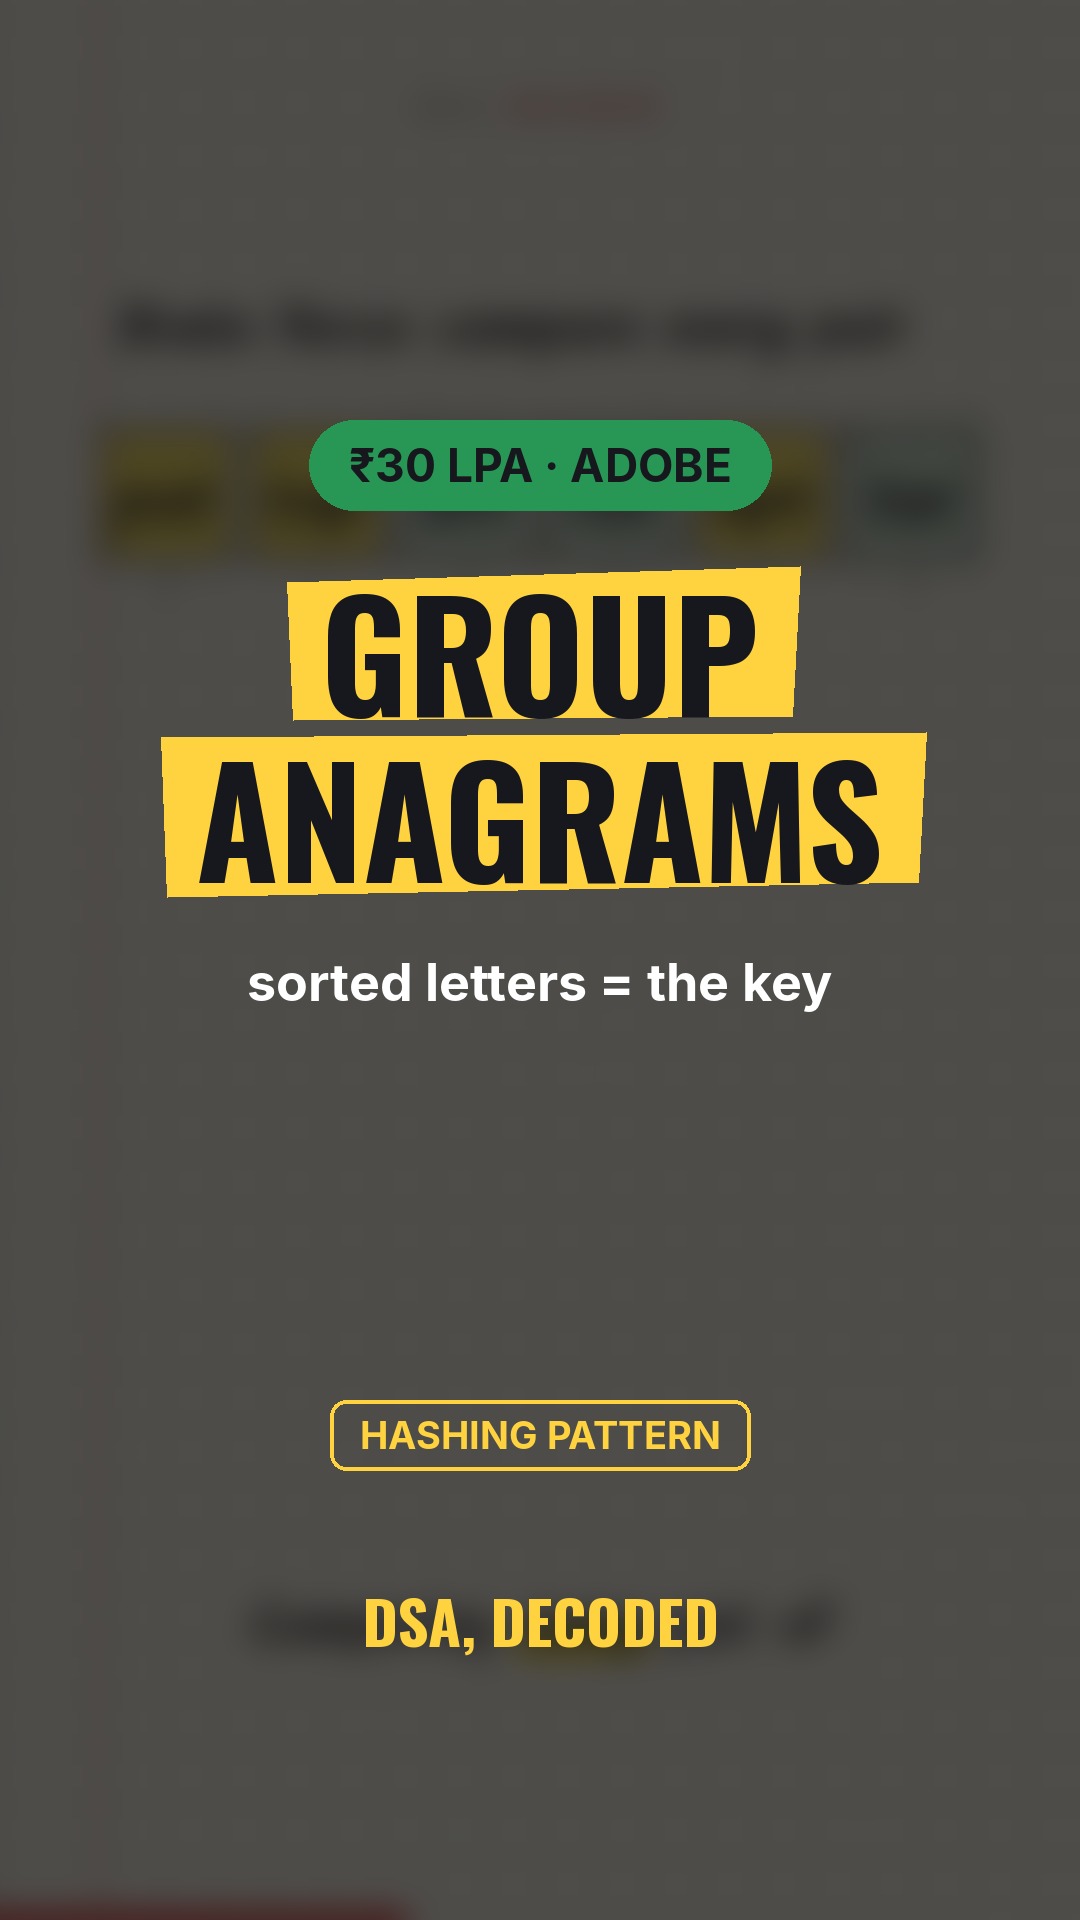 ₹30 LPA · ADOBE
GROUP
ANAGRAMS
sorted letters = the key
HASHING PATTERN
DSA, DECODED